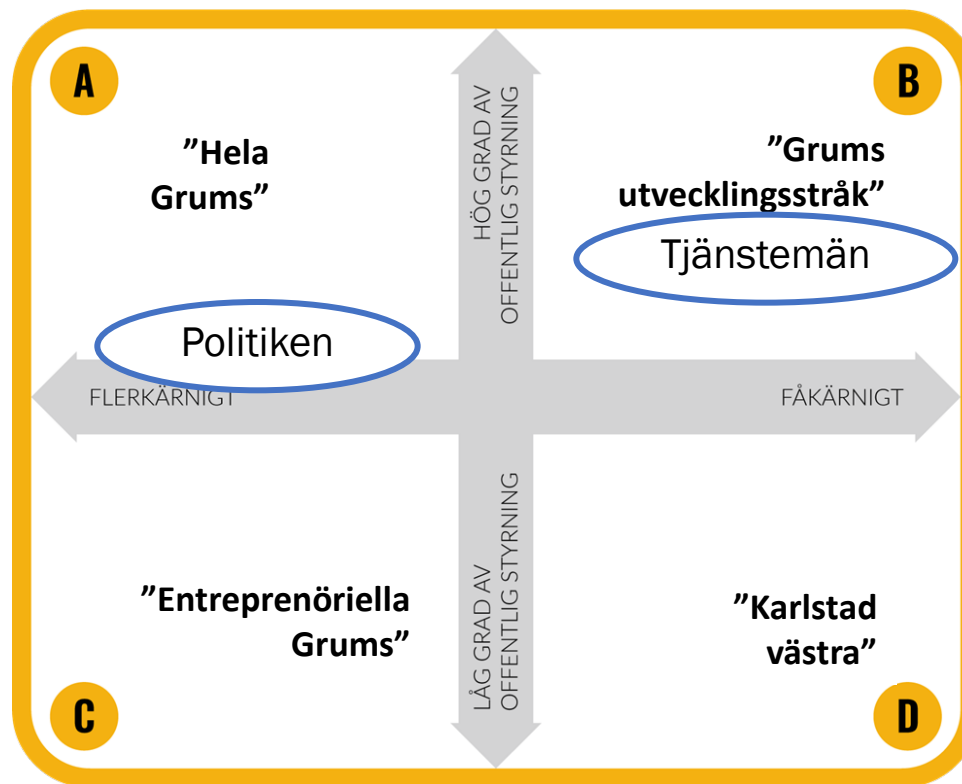 A
B
”Hela
Grums”
HÖG GRAD AV
OFFENTLIG STYRNING
”Grums
utvecklingsstråk”
Tjänstemän
Politiken
FLERKÄRNIGT
FÅKÄRNIGT
”Entreprenöriella
Grums”
LÅG GRAD AV
OFFENTLIG STYRNING
”Karlstad
västra”
C
D